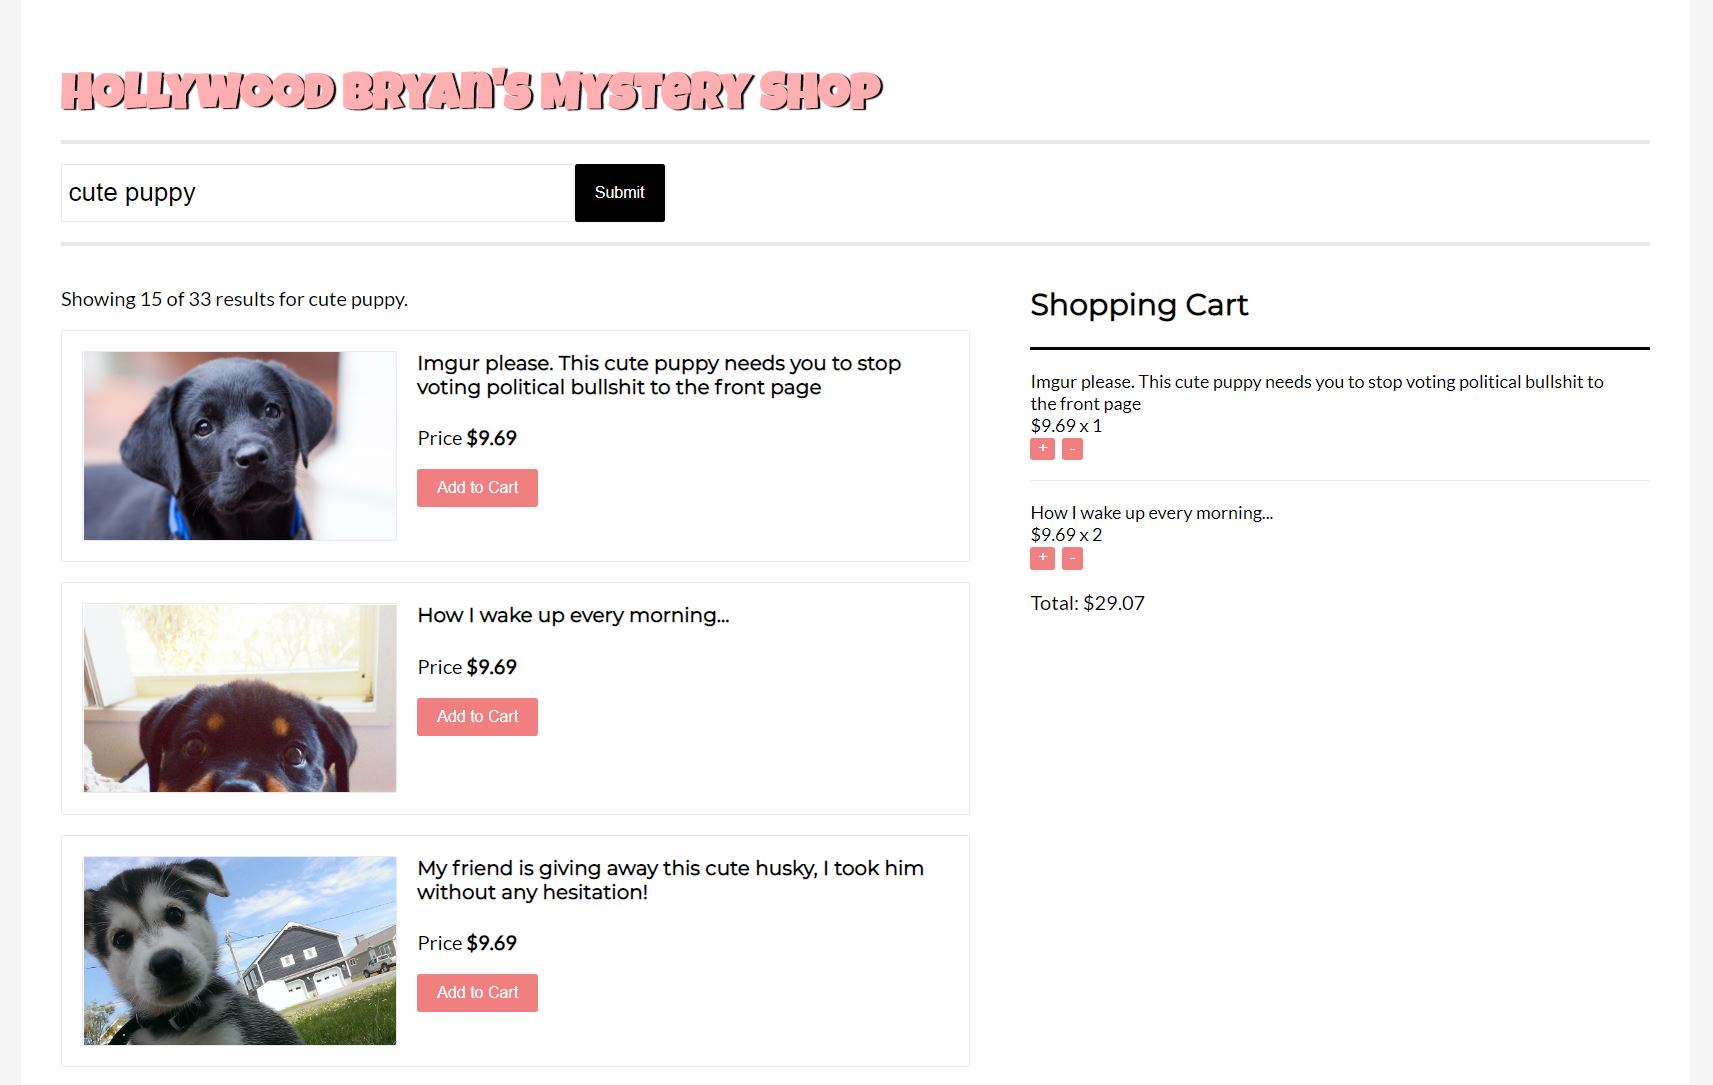 Hollywood Bryan's Mystery Shop
cute puppy
Submit
Showing 15 of 33 results for cute puppy.
Imgur please. This cute puppy needs you to stop
voting political bullshit to the front page
Price $9.69
Add to Cart
How I wake up every morning...
Price $9.69
Add to Cart
My friend is giving away this cute husky, I took him
without any hesitation!
Price $9.69
Add to Cart
Shopping Cart
Imgur please. This cute puppy needs you to stop voting political bullshit to
the front page
$9.69 x 1
+ -
How I wake up every morning...
$9.69 x 2
+ -
Total: $29.07